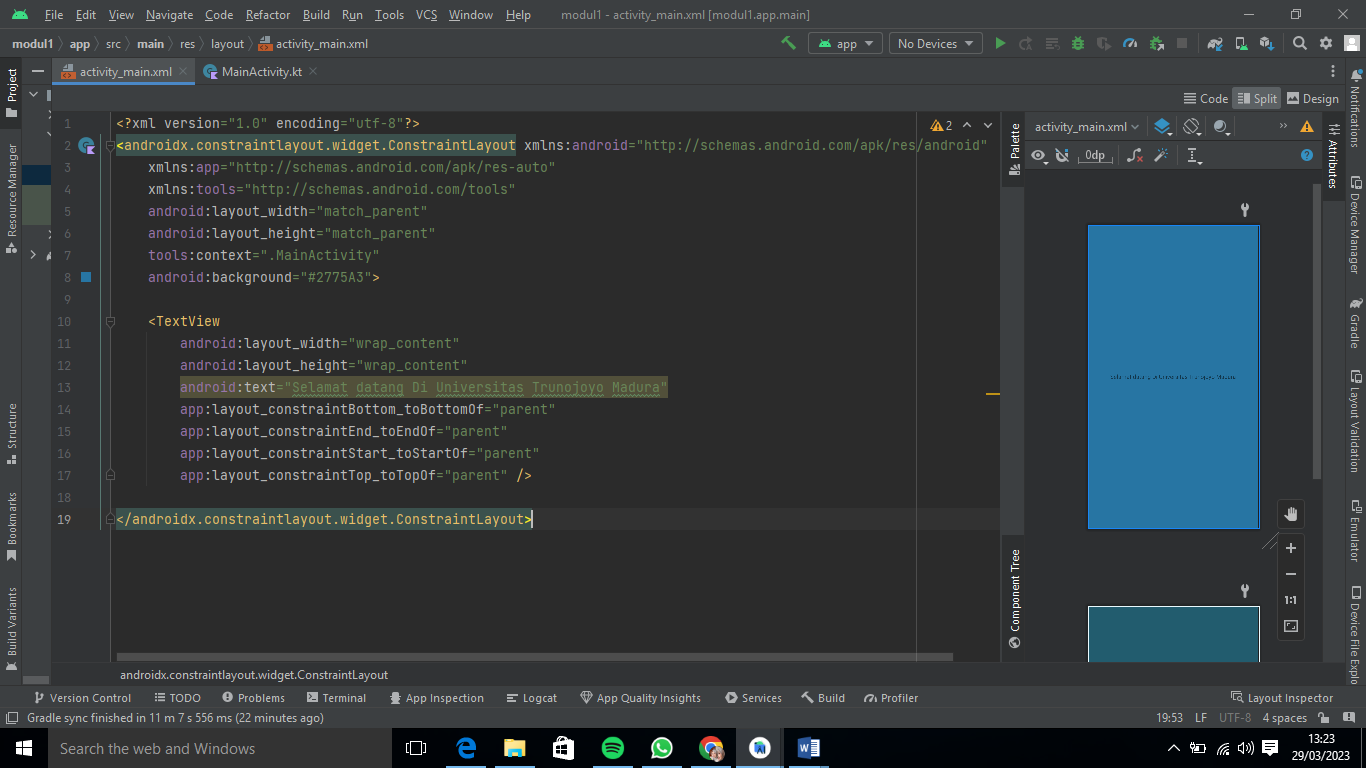 File Edit View Navigate Code Refactor Build Run Tools VCS Window Help modul1 - activity_main.xml [modul1.app.main]
modul1 app src main res layout activity_main.xml app No Devices
activity_main.xml MainActivity.kt
Code Split Design
Project
Resource Manager
Structure
Bookmarks
Build Variants
1 <?xml version="1.0" encoding="utf-8"?>
2 <androidx.constraintlayout.widget.ConstraintLayout xmlns:android="http://schemas.android.com/apk/res/android"
3 xmlns:app="http://schemas.android.com/apk/res-auto"
4 xmlns:tools="http://schemas.android.com/tools"
5 android:layout_width="match_parent"
6 android:layout_height="match_parent"
7 tools:context=".MainActivity"
8 android:background="#2775A3">
9
10 <TextView
11 android:layout_width="wrap_content"
12 android:layout_height="wrap_content"
13 android:text="Selamat datang Di Universitas Trunojoyo Madura"
14 app:layout_constraintBottom_toBottomOf="parent"
15 app:layout_constraintEnd_toEndOf="parent"
16 app:layout_constraintStart_toStartOf="parent"
17 app:layout_constraintTop_toTopOf="parent" />
18
19 </androidx.constraintlayout.widget.ConstraintLayout>
2
Palette
Component Tree
activity_main.xml
0dp
Selamat datang Di Universitas Trunojoyo Madura
1:1
Attributes
Notifications
Device Manager
Gradle
Layout Validation
Emulator
Device File Explo
androidx.constraintlayout.widget.ConstraintLayout
Version Control TODO Problems Terminal App Inspection Logcat App Quality Insights Services Build Profiler Layout Inspector
Gradle sync finished in 11 m 7 s 556 ms (22 minutes ago) 19:53 LF UTF-8 4 spaces
Search the web and Windows
13:23
29/03/2023